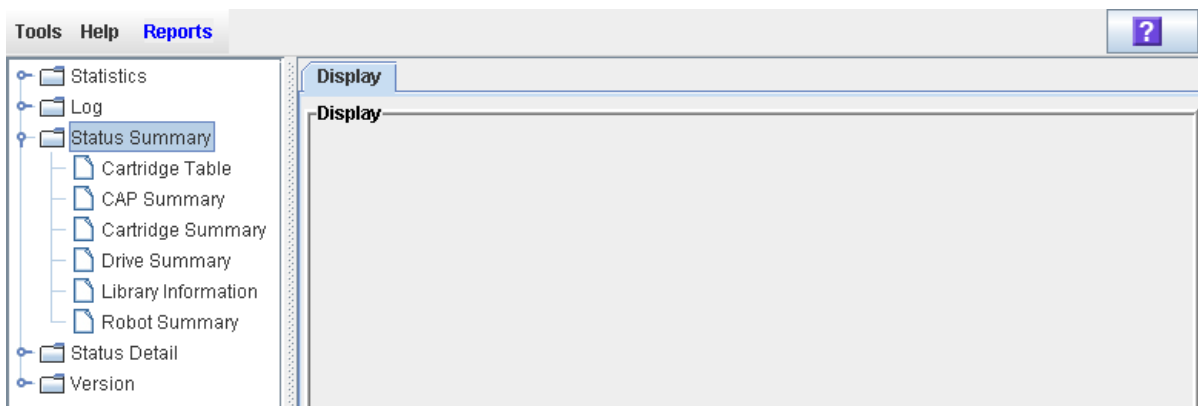 Tools Help Reports
?
Statistics
Log
Status Summary
Cartridge Table
CAP Summary
Cartridge Summary
Drive Summary
Library Information
Robot Summary
Status Detail
Version
Display
Display